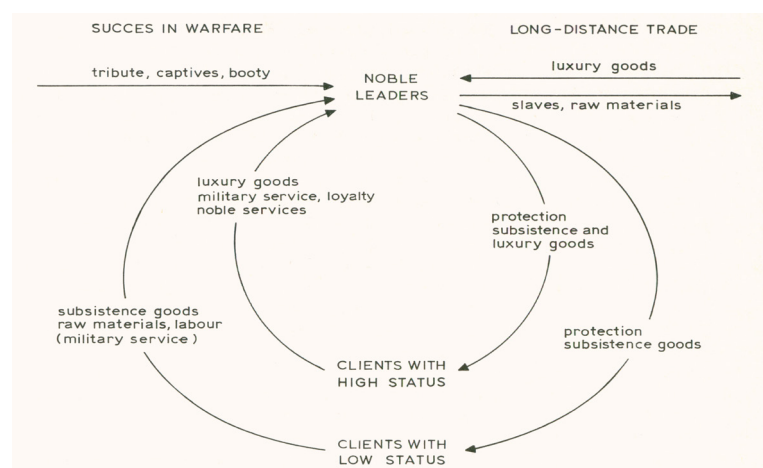 SUCCES IN WARFARE
LONG-DISTANCE TRADE
tribute, captives, booty
NOBLE
LEADERS
luxury goods
slaves, raw materials
luxury goods
military service, loyalty
noble services
protection
subsistence and
luxury goods
subsistence goods
raw materials, labour
(military service)
protection
subsistence goods
CLIENTS WITH
HIGH STATUS
CLIENTS WITH
LOW STATUS